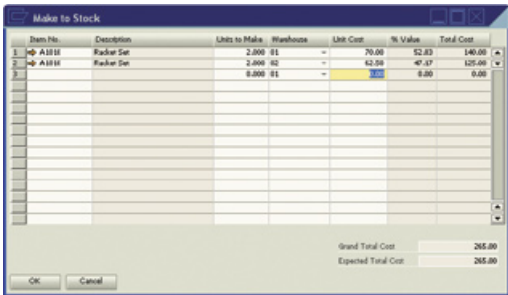 Make to Stock
Item No. Description Units to Make Warehouse Unit Cost % Value Total Cost
1 A1010 Racket Set 2.000 01 70.00 52.83 140.00
2 A1010 Racket Set 2.000 02 62.50 47.17 125.00
3 0.000 01 0.00 0.00 0.00
Grand Total Cost 265.00
Expected Total Cost 265.00
OK Cancel